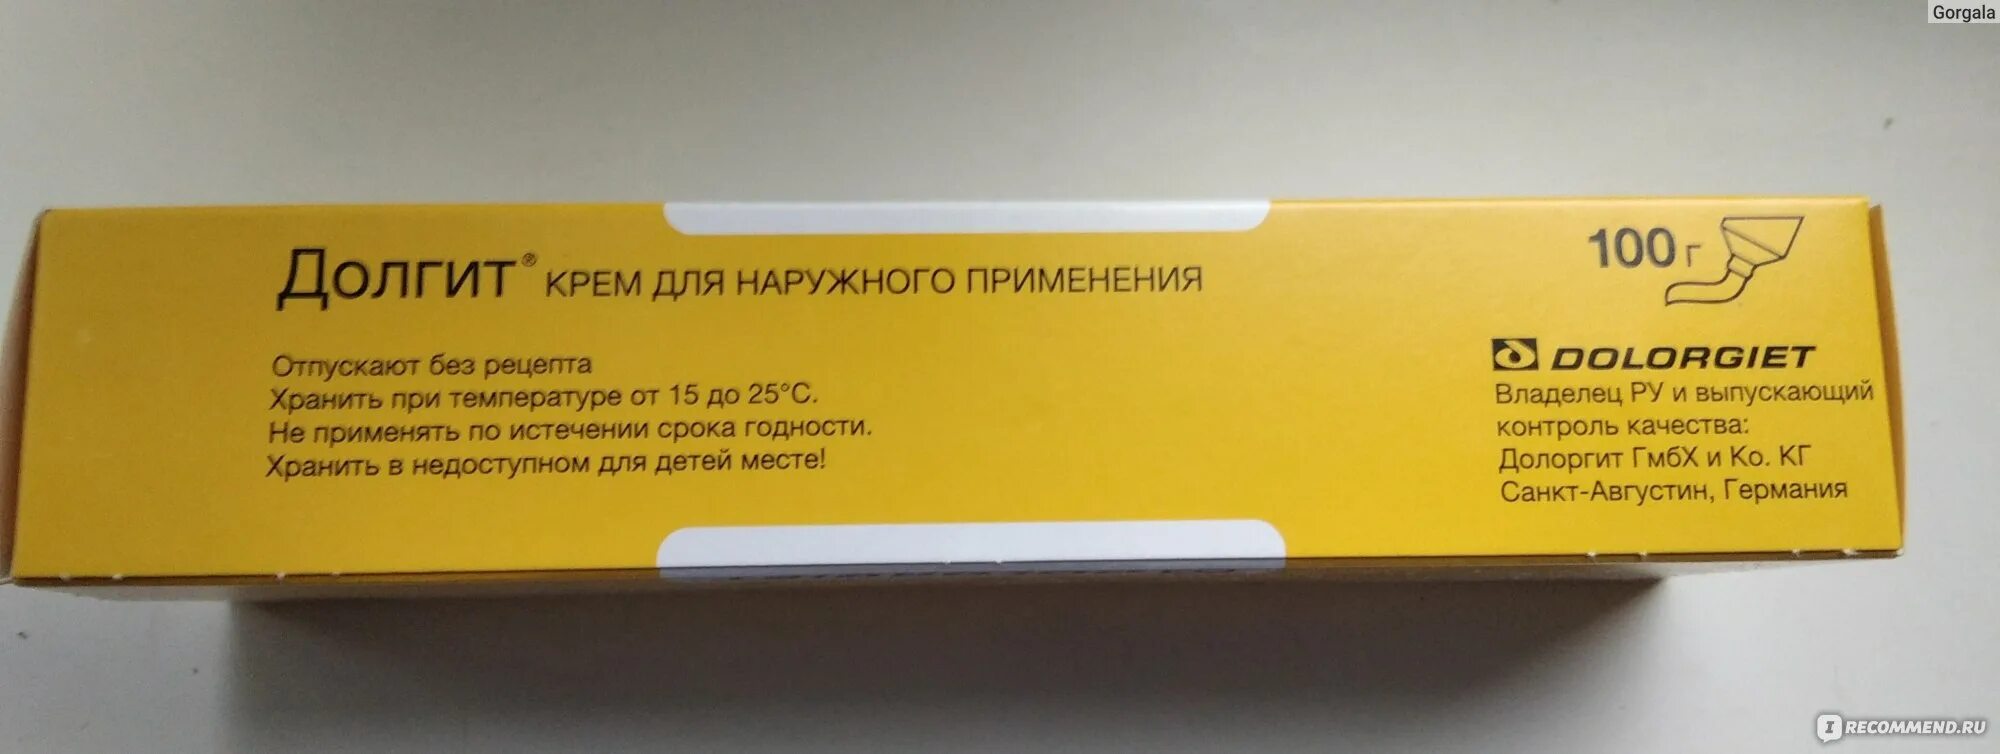 Gorgala
Долгит® КРЕМ ДЛЯ НАРУЖНОГО ПРИМЕНЕНИЯ
100 г
Отпускают без рецепта
Хранить при температуре от 15 до 25°С.
Не применять по истечении срока годности.
Хранить в недоступном для детей месте!
DOLORGIET
Владелец РУ и выпускающий
контроль качества:
Долоргит ГмбХ и Ко. КГ
Санкт-Августин, Германия
IRECOMMEND.RU